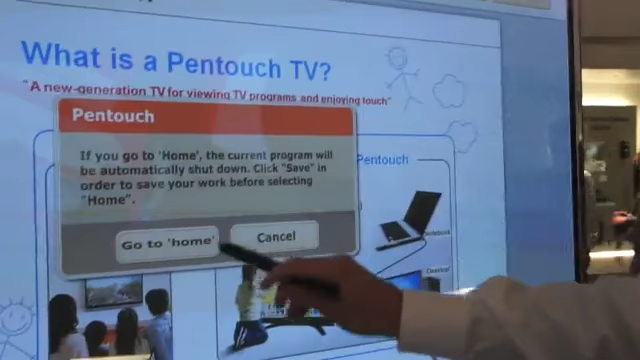 What is a Pentouch TV?
"A new-generation TV for viewing TV programs and enjoying touch"
Pentouch
If you go to 'Home', the current program will
be automatically shut down. Click "Save" in
order to save your work before selecting
"Home".
Go to 'home'
Cancel
Pentouch
Notebook
Desktop